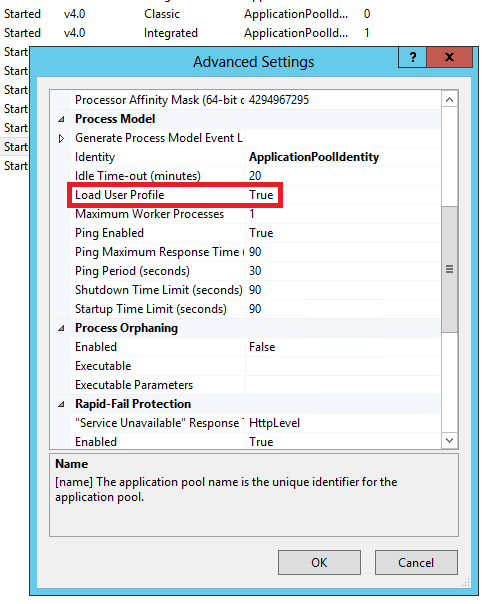 Started v4.0 Classic ApplicationPoolId... 0
Started v4.0 Integrated ApplicationPoolId... 1
Start
Advanced Settings
?
X
Start
Start
Start
Start
Start
Start
Processor Affinity Mask (64-bit c 4294967295
Process Model
Generate Process Model Event L
Identity ApplicationPoolIdentity
Idle Time-out (minutes) 20
Load User Profile True
Maximum Worker Processes 1
Ping Enabled True
Ping Maximum Response Time ( 90
Ping Period (seconds) 30
Shutdown Time Limit (seconds) 90
Startup Time Limit (seconds) 90
Process Orphaning
Enabled False
Executable
Executable Parameters
Rapid-Fail Protection
"Service Unavailable" Response HttpLevel
Enabled True
Name
[name] The application pool name is the unique identifier for the
application pool.
OK Cancel